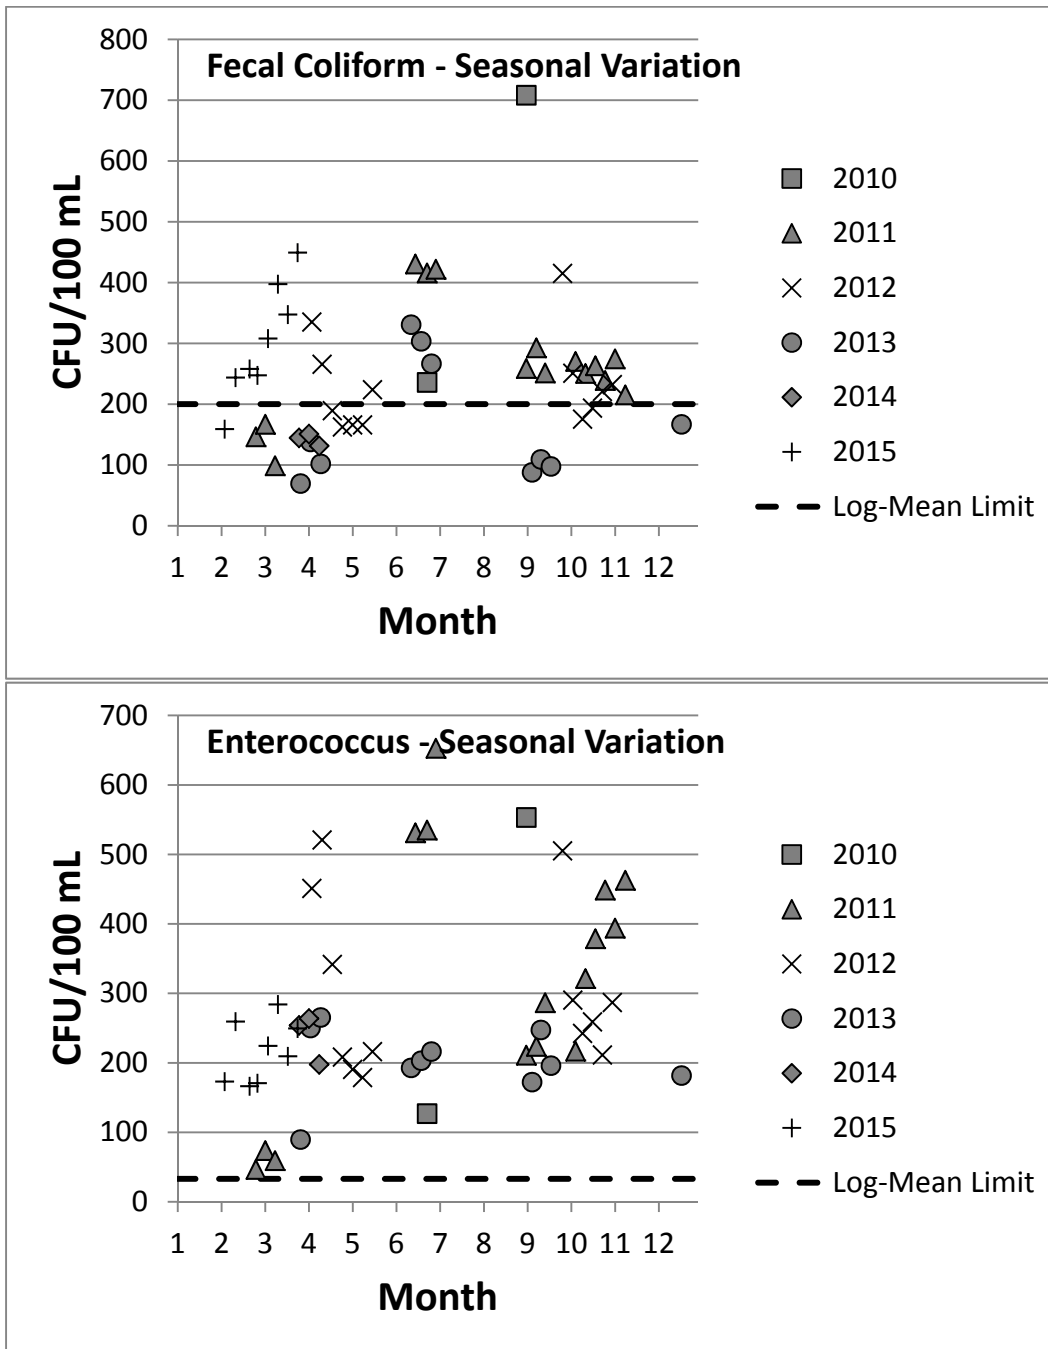 Fecal Coliform - Seasonal Variation
CFU/100 mL
800
700
600
500
400
300
200
100
0
1 2 3 4 5 6 7 8 9 10 11 12
Month
2010
2011
2012
2013
2014
2015
Log-Mean Limit
Enterococcus - Seasonal Variation
CFU/100 mL
700
600
500
400
300
200
100
0
1 2 3 4 5 6 7 8 9 10 11 12
Month
2010
2011
2012
2013
2014
2015
Log-Mean Limit